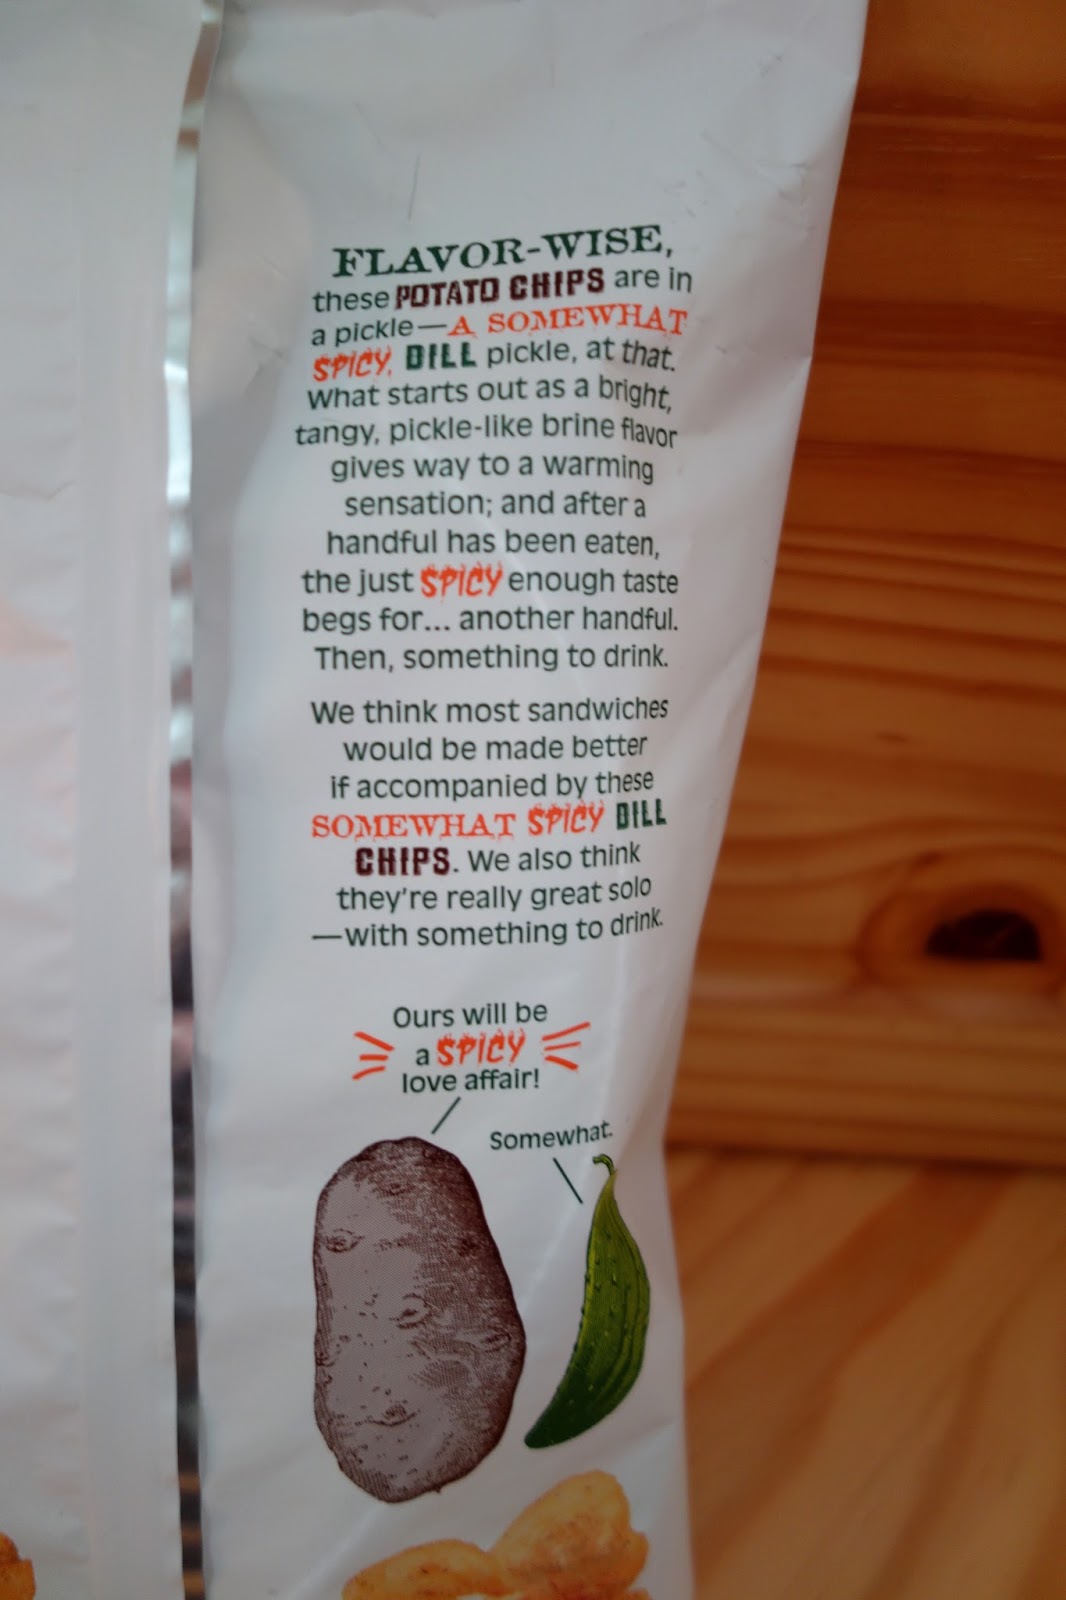 FLAVOR-WISE,
these POTATO CHIPS are in
a pickle—A SOMEWHAT
SPICY, DILL pickle, at that.
What starts out as a bright,
tangy, pickle-like brine flavor
gives way to a warming
sensation; and after a
handful has been eaten,
the just SPICY enough taste
begs for... another handful.
Then, something to drink.
We think most sandwiches
would be made better
if accompanied by these
SOMEWHAT SPICY DILL
CHIPS. We also think
they're really great solo
—with something to drink.
Ours will be
a SPICY
love affair!
Somewhat.